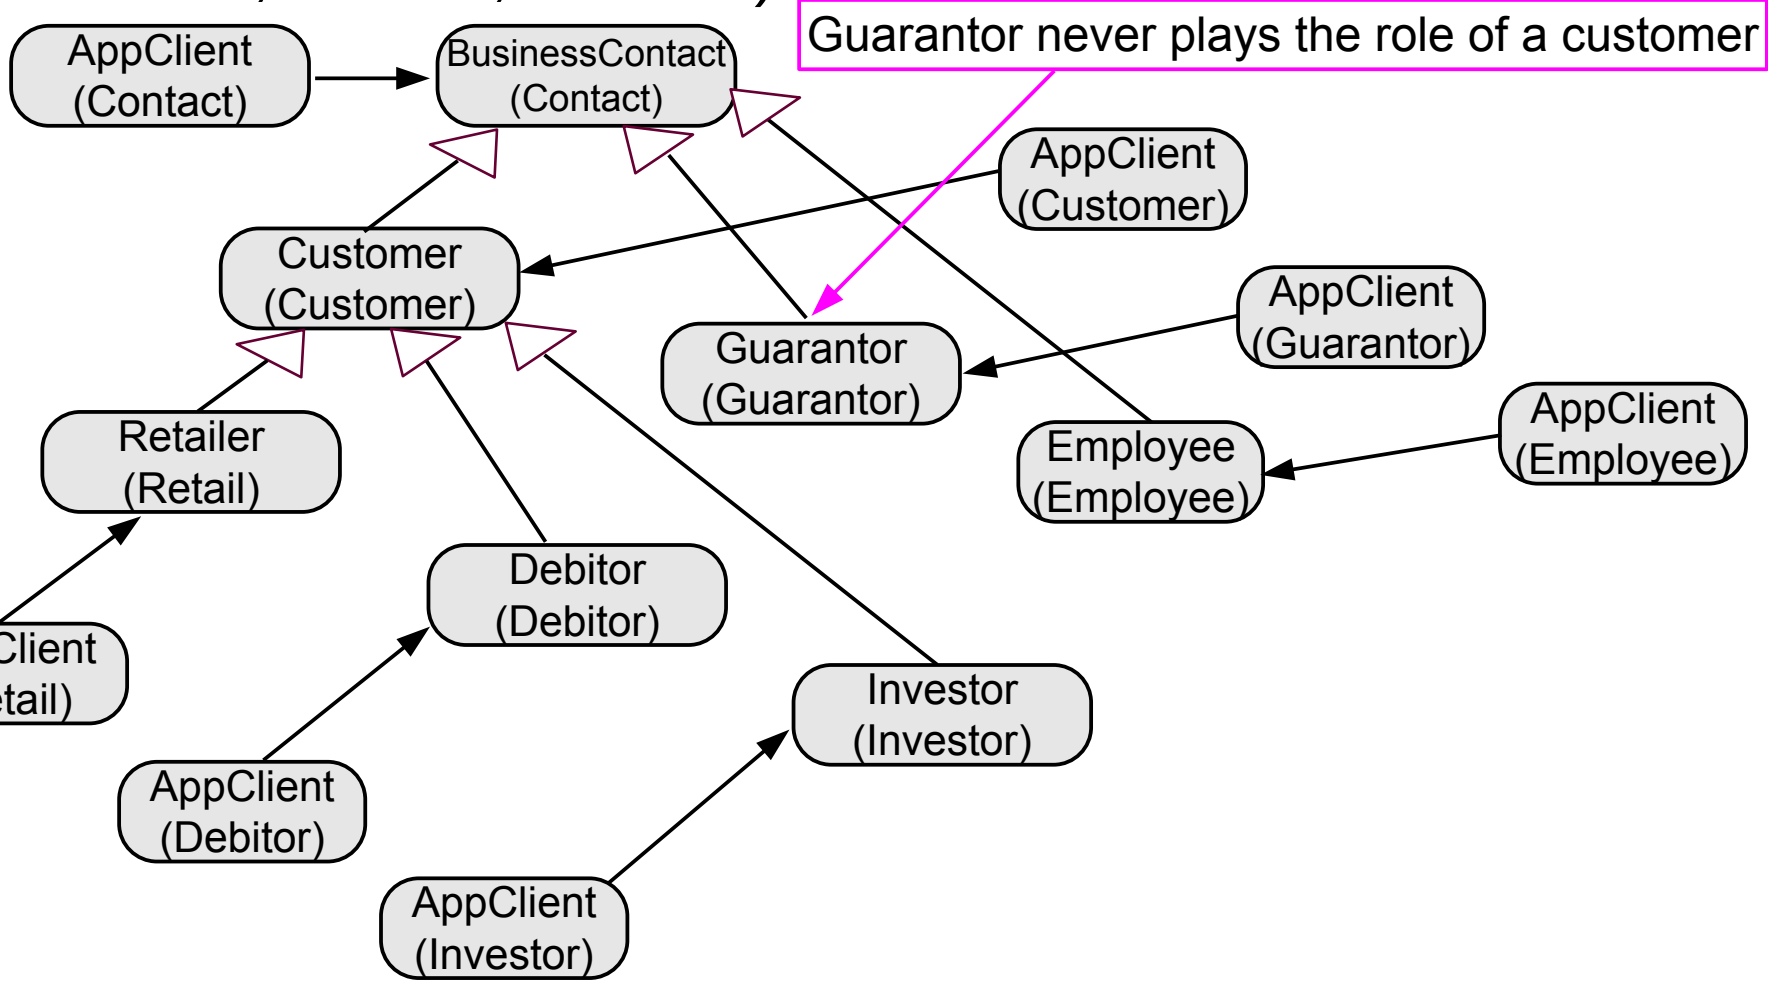 Guarantor never plays the role of a customer
AppClient
(Contact)
BusinessContact
(Contact)
AppClient
(Customer)
Customer
(Customer)
AppClient
(Guarantor)
Guarantor
(Guarantor)
AppClient
(Employee)
Retailer
(Retail)
Employee
(Employee)
Debitor
(Debitor)
Client
tail)
Investor
(Investor)
AppClient
(Debitor)
AppClient
(Investor)